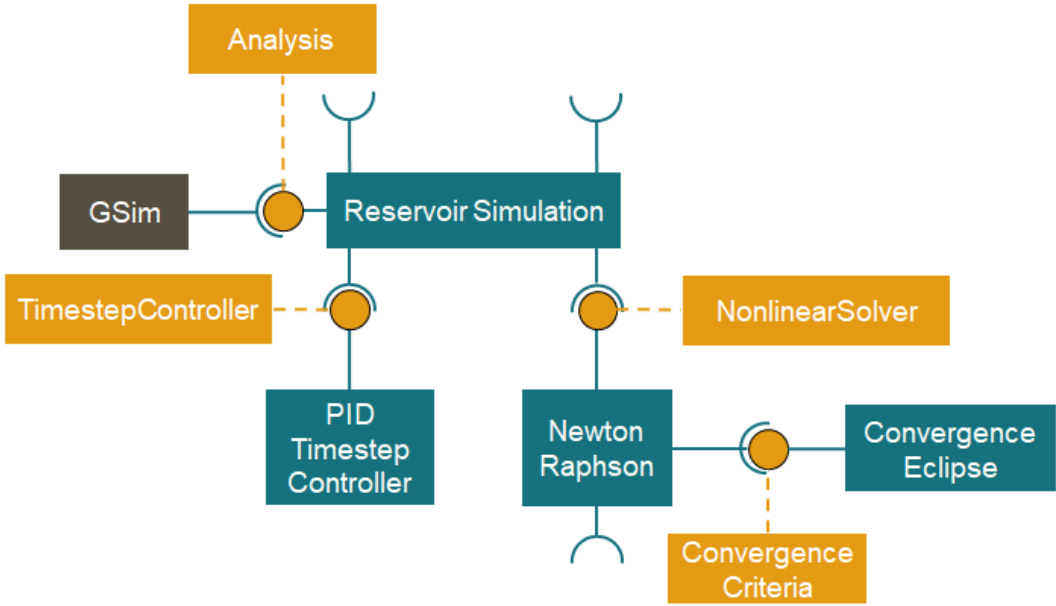 Analysis
GSim
Reservoir Simulation
TimestepController
NonlinearSolver
PID
Timestep
Controller
Newton
Raphson
Convergence
Eclipse
Convergence
Criteria